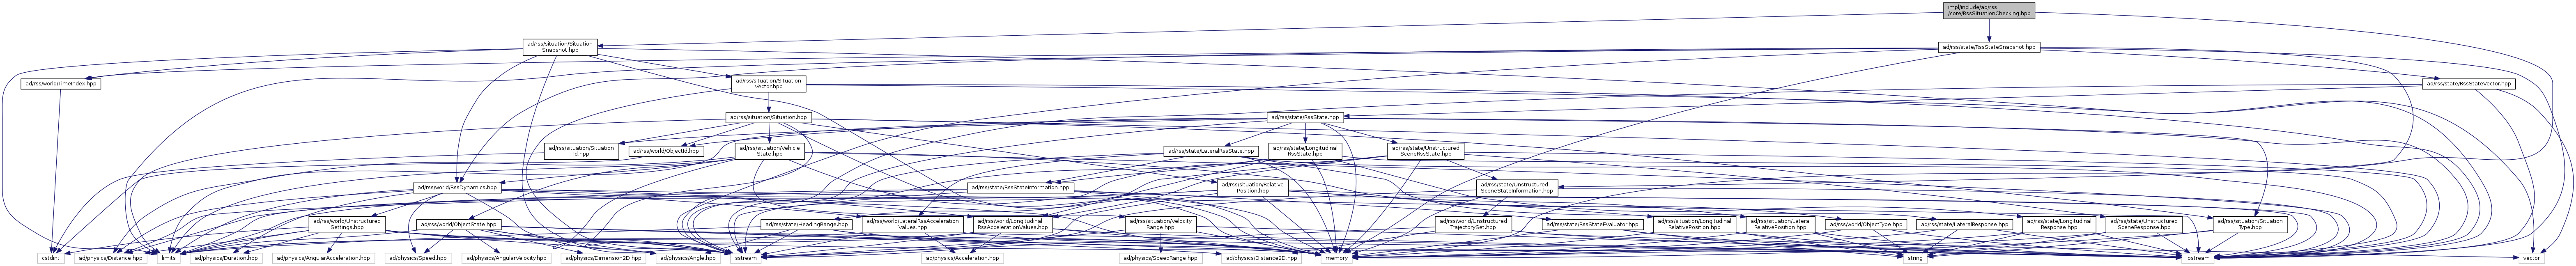 impl/include/ad/rss
/core/RssSituationChecking.hpp
ad/rss/situation/Situation
Snapshot.hpp
ad/rss/state/RssStateSnapshot.hpp
ad/rss/world/TimeIndex.hpp
ad/rss/situation/Situation
Vector.hpp
ad/rss/state/RssStateVector.hpp
ad/rss/situation/Situation.hpp
ad/rss/state/RssState.hpp
ad/rss/situation/Situation
Id.hpp
ad/rss/world/ObjectId.hpp
ad/rss/situation/Vehicle
State.hpp
ad/rss/state/LateralRssState.hpp
ad/rss/state/Longitudinal
RssState.hpp
ad/rss/state/Unstructured
SceneRssState.hpp
ad/rss/world/RssDynamics.hpp
ad/rss/state/RssStateInformation.hpp
ad/rss/situation/Relative
Position.hpp
ad/rss/state/Unstructured
SceneStateInformation.hpp
ad/rss/world/Unstructured
Settings.hpp
ad/rss/world/ObjectState.hpp
ad/rss/state/HeadingRange.hpp
ad/rss/world/LateralRssAcceleration
Values.hpp
ad/rss/world/Longitudinal
RssAccelerationValues.hpp
ad/rss/situation/Velocity
Range.hpp
ad/rss/world/Unstructured
TrajectorySet.hpp
ad/rss/state/RssStateEvaluator.hpp
ad/rss/situation/Longitudinal
RelativePosition.hpp
ad/rss/situation/Lateral
RelativePosition.hpp
ad/rss/world/ObjectType.hpp
ad/rss/state/LateralResponse.hpp
ad/rss/state/Longitudinal
Response.hpp
ad/rss/state/Unstructured
SceneResponse.hpp
ad/rss/situation/Situation
Type.hpp
cstdint
ad/physics/Distance.hpp
limits
ad/physics/Duration.hpp
ad/physics/AngularAcceleration.hpp
ad/physics/Speed.hpp
ad/physics/AngularVelocity.hpp
ad/physics/Dimension2D.hpp
ad/physics/Angle.hpp
sstream
ad/physics/Acceleration.hpp
ad/physics/SpeedRange.hpp
ad/physics/Distance2D.hpp
memory
string
iostream
vector